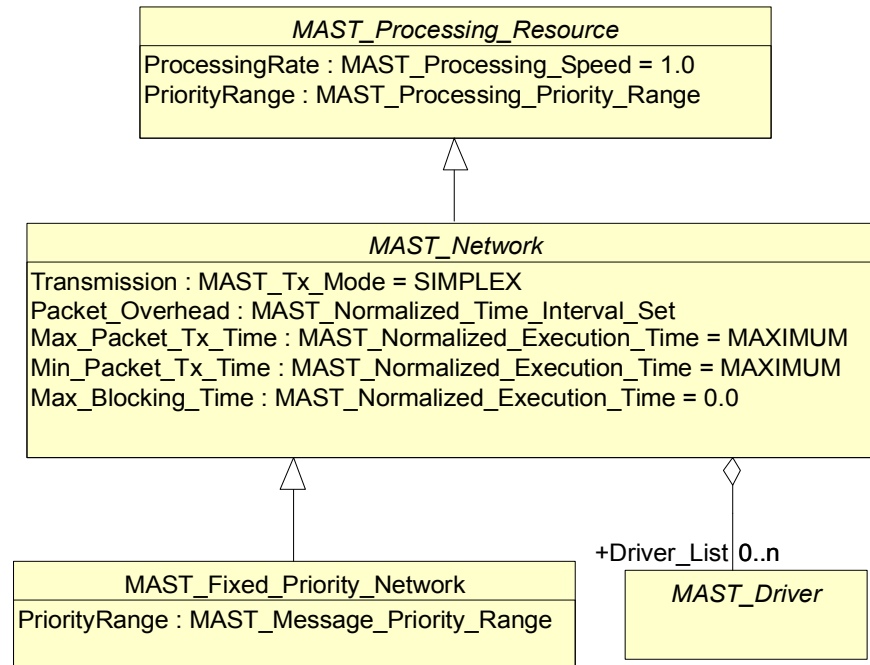 MAST_Processing_Resource
ProcessingRate : MAST_Processing_Speed = 1.0
PriorityRange : MAST_Processing_Priority_Range
MAST_Network
Transmission : MAST_Tx_Mode = SIMPLEX
Packet_Overhead : MAST_Normalized_Time_Interval_Set
Max_Packet_Tx_Time : MAST_Normalized_Execution_Time = MAXIMUM
Min_Packet_Tx_Time : MAST_Normalized_Execution_Time = MAXIMUM
Max_Blocking_Time : MAST_Normalized_Execution_Time = 0.0
+Driver_List 0..n
MAST_Fixed_Priority_Network
PriorityRange : MAST_Message_Priority_Range
MAST_Driver